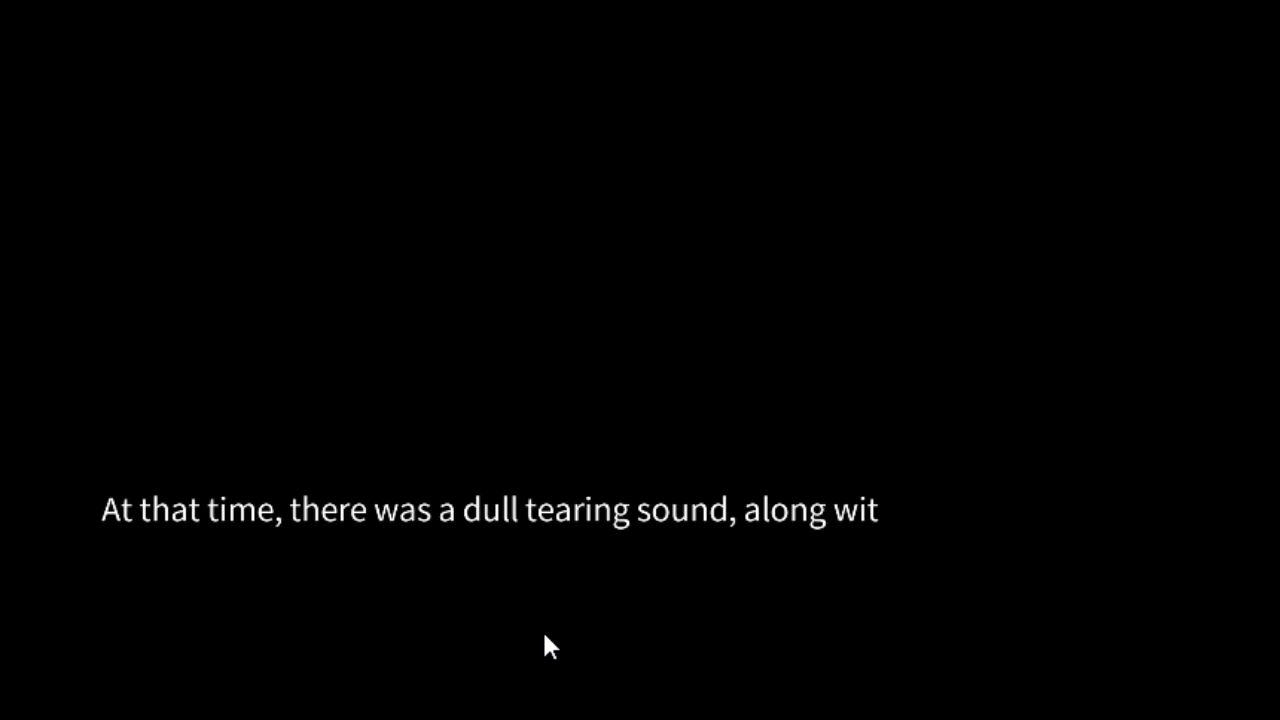 At that time, there was a dull tearing sound, along wit